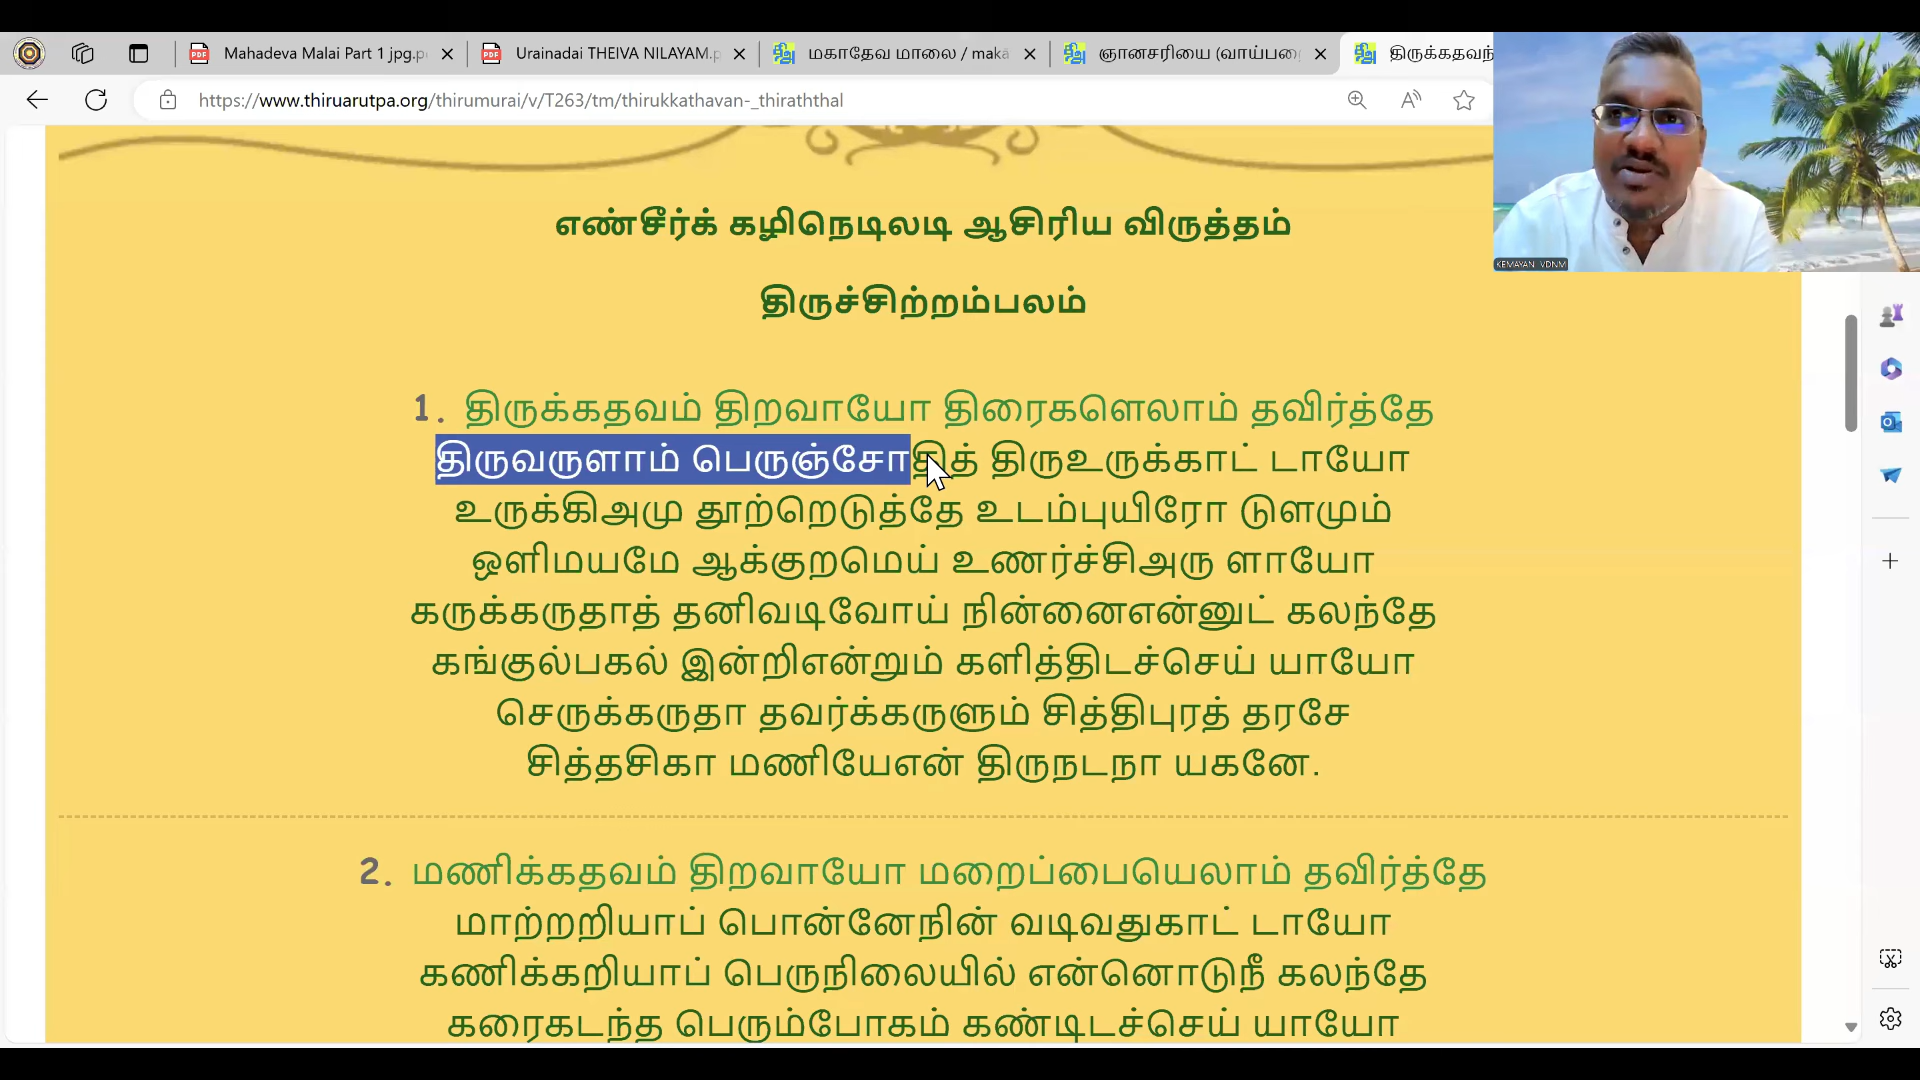 Mahadeva Malai Part 1 jpg.p
Urainadai THEIVA NILAYAM.p
மகாதேவ மாலை / makā
ஞானசரியை (வாய்பறை
திருக்கதவந்
https://www.thiruarutpa.org/thirumurai/v/T263/tm/thirukkathavan-_thiraththal
KEMAYAN VDNM
எண்சீர்க் கழிநெடிலடி ஆசிரிய விருத்தம்
திருச்சிற்றம்பலம்
1. திருக்கதவம் திறவாயோ திரைகளெலாம் தவிர்த்தே
திருவருளாம் பெருஞ்சோதித் திருஉருக்காட் டாயோ
உருக்கிஅமு தூற்றெடுத்தே உடம்புயிரோ டுளமும்
ஒளிமயமே ஆக்குறமெய் உணர்ச்சிஅரு ளாயோ
கருக்கருதாத் தனிவடிவோய் நின்னைஎன்னுட் கலந்தே
கங்குல்பகல் இன்றிஎன்றும் களித்திடச்செய் யாயோ
செருக்கருதா தவர்க்கருளும் சித்திபுரத் தரசே
சித்தசிகா மணியேஎன் திருநடநா யகனே.
2. மணிக்கதவம் திறவாயோ மறைப்பையெலாம் தவிர்த்தே
மாற்றறியாப் பொன்னேநின் வடிவதுகாட் டாயோ
கணிக்கறியாப் பெருநிலையில் என்னொடுநீ கலந்தே
கரைகடந்த பெரும்போகம் கண்டிடச்செய் யாயோ